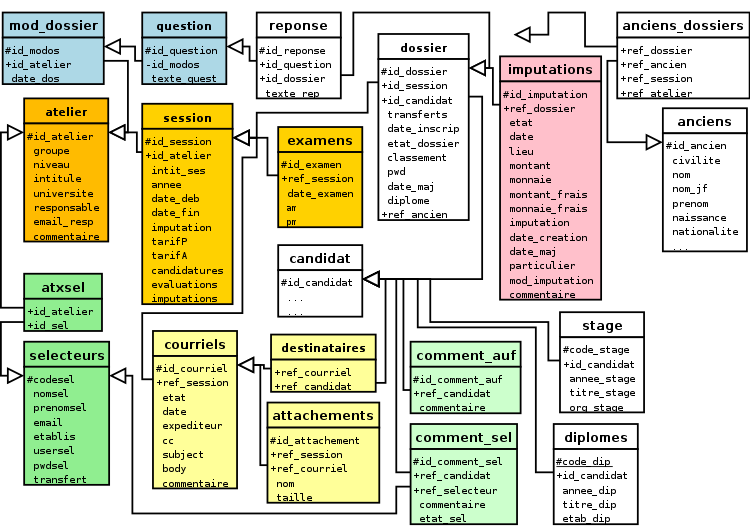 mod_dossier
#id_modos
+id_atelier
date_dos
question
#id_question
-id_modos
texte_quest
reponse
#id_reponse
+id_question
+id_dossier
texte_rep
dossier
#id_dossier
+id_session
+id_candidat
transferts
date_inscrip
etat_dossier
classement
pwd
date_maj
diplome
+ref_ancien
imputations
#id_imputation
+ref_dossier
etat
date
lieu
montant
monnaie
montant_frais
monnaie_frais
imputation
date_creation
date_maj
particulier
mod_imputation
commentaire
anciens_dossiers
+ref_dossier
+ref_ancien
+ref_session
+ref_atelier
anciens
#id_ancien
civilite
nom
nom_jf
prenom
naissance
nationalite
...
atelier
#id_atelier
groupe
niveau
intitule
universite
responsable
email_resp
commentaire
session
#id_session
+id_atelier
intit_ses
annee
date_deb
date_fin
imputation
tarifP
tarifA
candidatures
evaluations
imputations
examens
#id_examen
+ref_session
date_examen
am
pm
candidat
#id_candidat
...
...
atxsel
+id_atelier
+id_sel
selecteurs
#codesel
nomsel
prenomsel
email
etablis
usersel
pwdsel
transfert
courriels
#id_courriel
+ref_session
etat
date
expediteur
cc
subject
body
commentaire
destinataires
+ref_courriel
+ref_candidat
attachements
#id_attachement
+ref_session
+ref_courriel
nom
taille
comment_auf
#id_comment_auf
+ref_candidat
commentaire
comment_sel
#id_comment_sel
+ref_candidat
+ref_selecteur
commentaire
etat_sel
stage
#code_stage
+id_candidat
annee_stage
titre_stage
org_stage
diplomes
#code_dip
+id_candidat
annee_dip
titre_dip
etab_dip